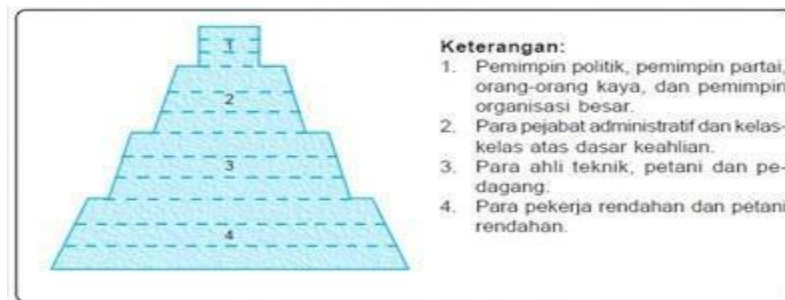 1
2
3
4
Keterangan:
1. Pemimpin politik, pemimpin partai,
orang-orang kaya, dan pemimpin
organisasi besar.
2. Para pejabat administratif dan kelas-
kelas atas dasar keahlian.
3. Para ahli teknik, petani dan pe-
dagang.
4. Para pekerja rendahan dan petani
rendahan.